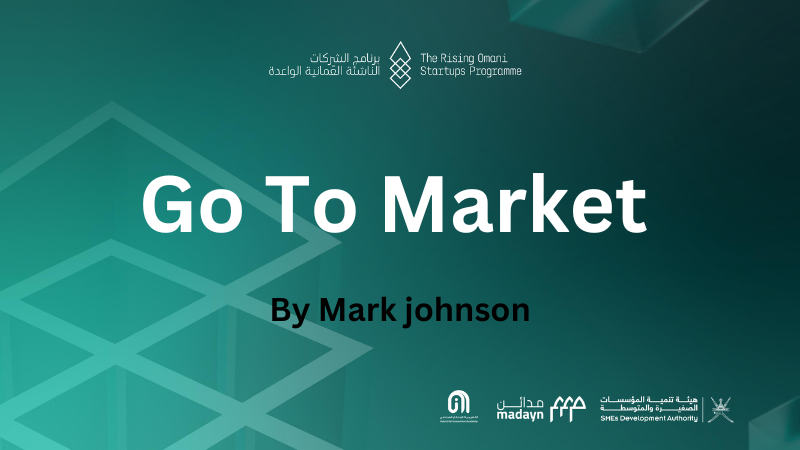 برنامج الشركات
الناشئة العُمانية الواعدة
The Rising Omani
Startups Programme
Go To Market
By Mark johnson
مدائن
madayn
هيئة تنمية المؤسسات
الصغيرة والمتوسطة
SMEs Development Authority